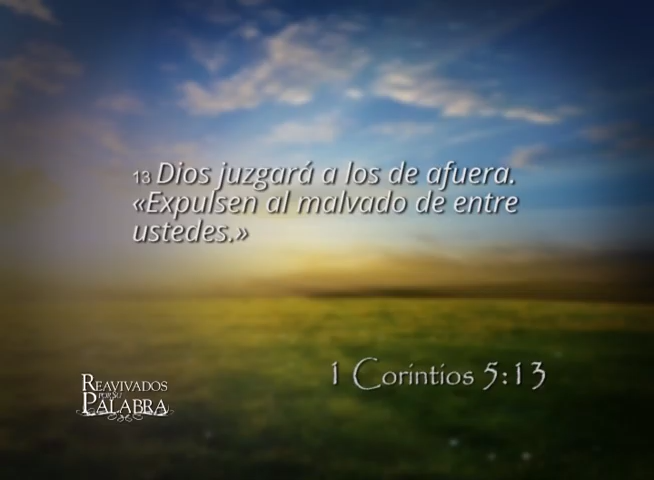 13 Dios juzgará a los de afuera.
«Expulsen al malvado de entre
ustedes.»
1 Corintios 5:13
REAVIVADOS
POR SU
PALABRA